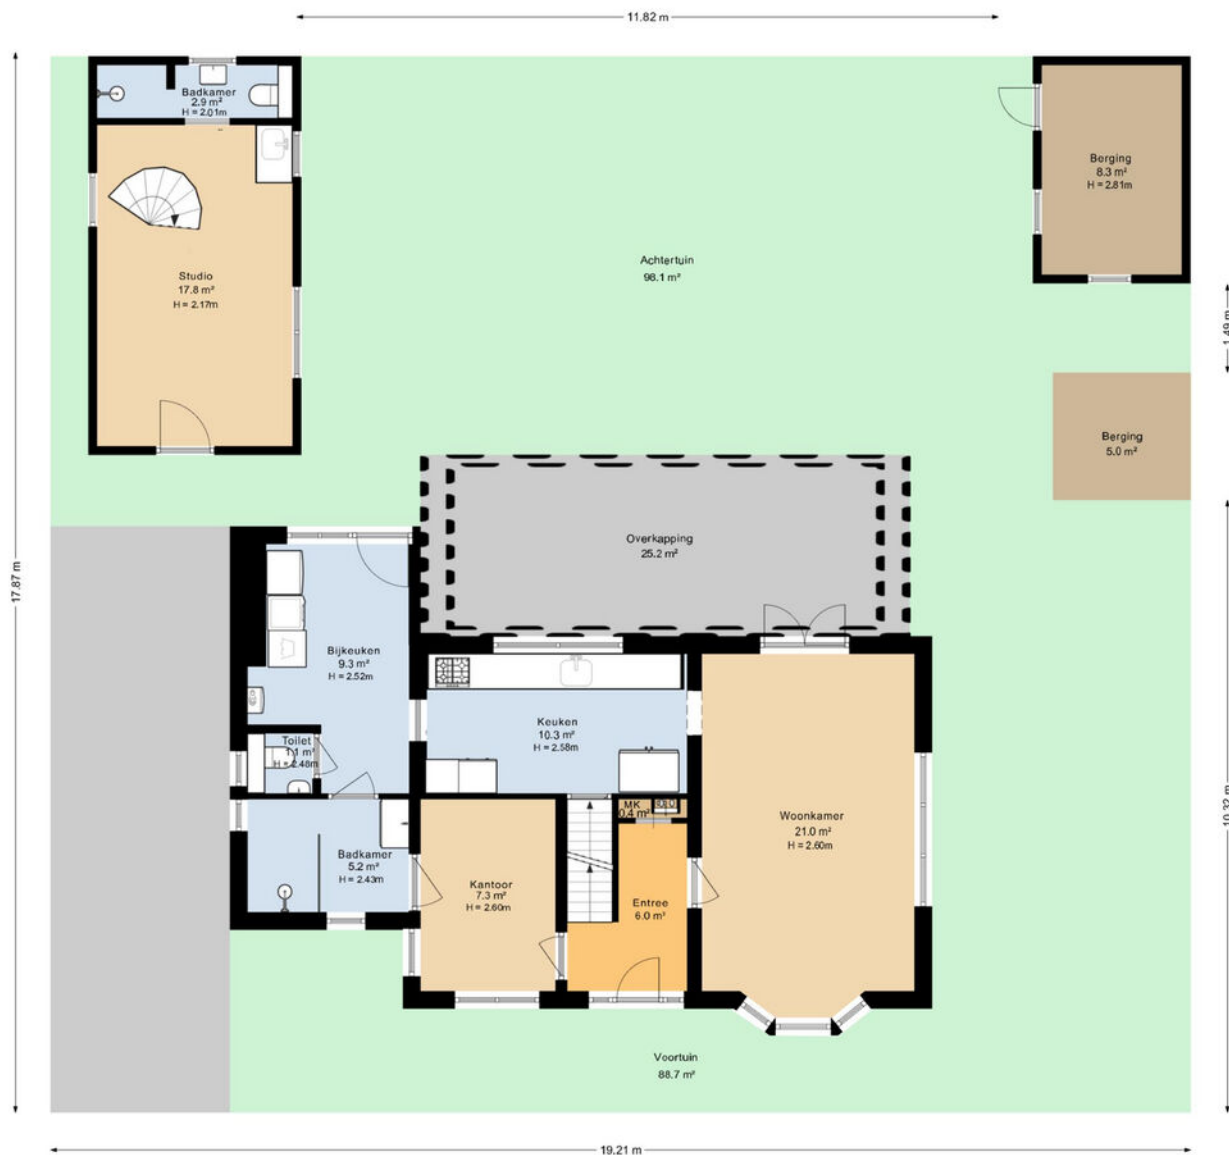 11.82 m
Badkamer
2.9 m²
H = 2.01m
Berging
8.3 m²
H = 2.81m
Achtertuin
98.1 m²
Studio
17.8 m²
H = 2.17m
1.49 m
Berging
5.0 m²
Overkapping
25.2 m²
17.87 m
Bijkeuken
9.3 m²
H = 2.52m
Keuken
10.3 m²
H = 2.58m
Toilet
1.1 m²
H = 2.48m
MK
0.4 m²
Woonkamer
21.0 m²
H = 2.60m
10.32 m
Badkamer
5.2 m²
H = 2.43m
Kantoor
7.3 m²
H = 2.60m
Entree
6.0 m²
Voortuin
88.7 m²
19.21 m